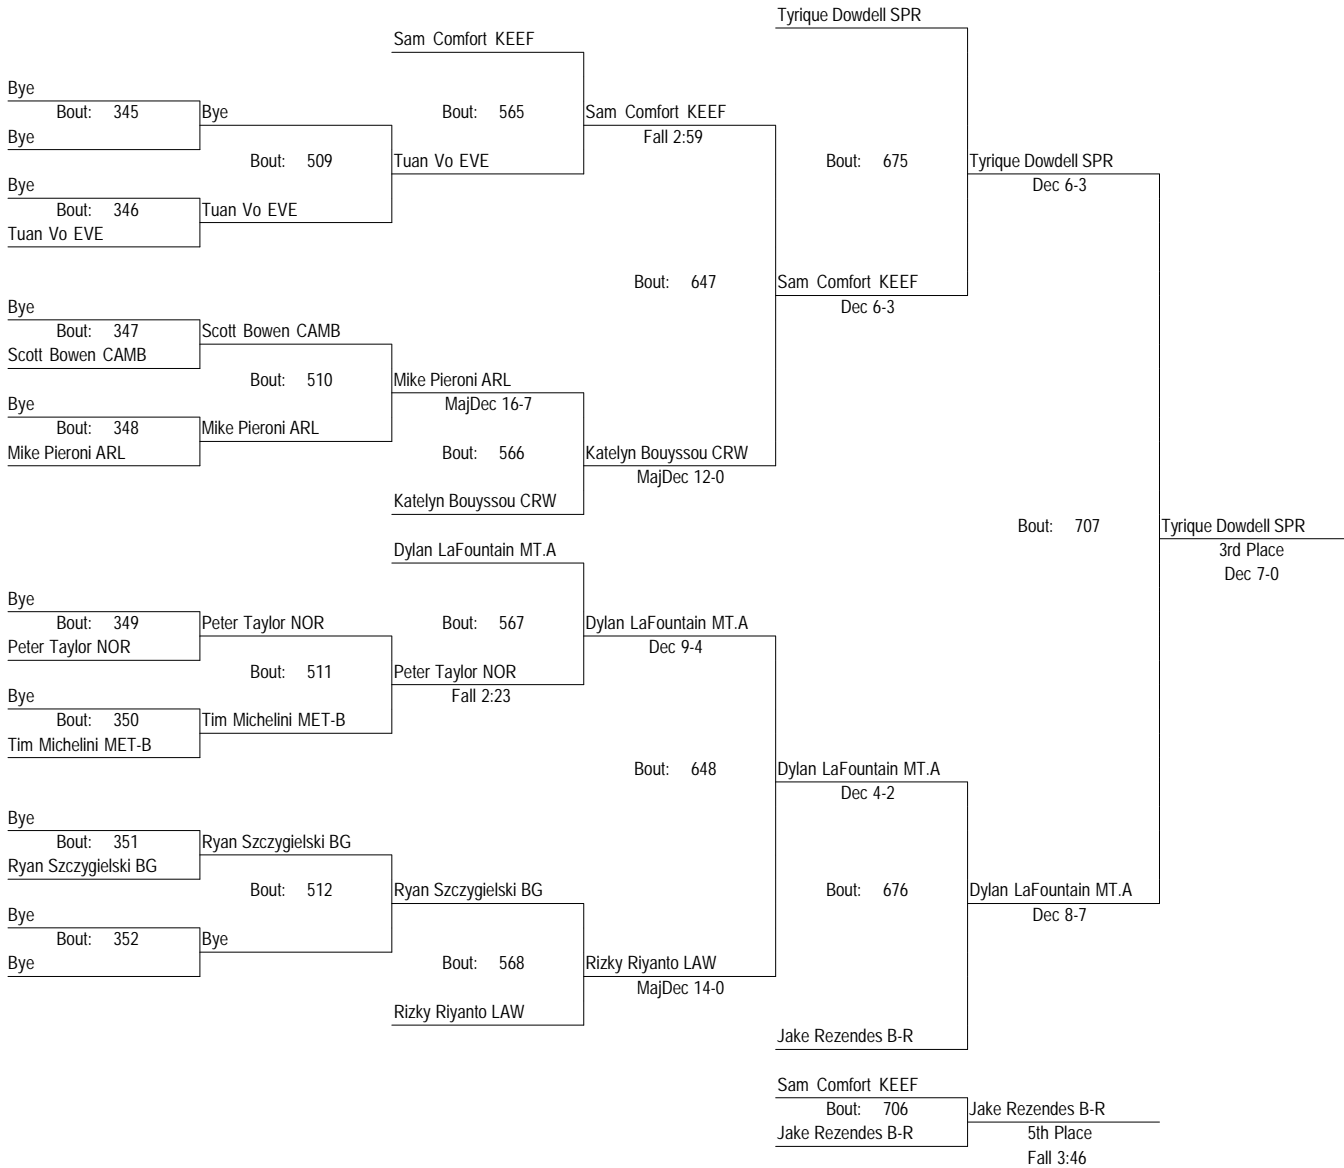 Tyrique Dowdell SPR
Sam Comfort KEEF
Bye
Bout: 345
Bye
Bout: 565
Sam Comfort KEEF
Bye
Fall 2:59
Bout: 509
Tuan Vo EVE
Bout: 675
Tyrique Dowdell SPR
Bye
Dec 6-3
Bout: 346
Tuan Vo EVE
Tuan Vo EVE
Bout: 647
Sam Comfort KEEF
Bye
Dec 6-3
Bout: 347
Scott Bowen CAMB
Scott Bowen CAMB
Bout: 510
Mike Pieroni ARL
Bye
MajDec 16-7
Bout: 348
Mike Pieroni ARL
Mike Pieroni ARL
Bout: 566
Katelyn Bouyssou CRW
MajDec 12-0
Katelyn Bouyssou CRW
Bout: 707
Tyrique Dowdell SPR
Dylan LaFountain MT.A
3rd Place
Dec 7-0
Bye
Bout: 349
Peter Taylor NOR
Bout: 567
Dylan LaFountain MT.A
Peter Taylor NOR
Dec 9-4
Bout: 511
Peter Taylor NOR
Bye
Fall 2:23
Bout: 350
Tim Michelini MET-B
Tim Michelini MET-B
Bout: 648
Dylan LaFountain MT.A
Dec 4-2
Bye
Bout: 351
Ryan Szczygielski BG
Ryan Szczygielski BG
Bout: 512
Ryan Szczygielski BG
Bout: 676
Dylan LaFountain MT.A
Bye
Dec 8-7
Bout: 352
Bye
Bye
Bout: 568
Rizky Riyanto LAW
MajDec 14-0
Rizky Riyanto LAW
Jake Rezendes B-R
Sam Comfort KEEF
Bout: 706
Jake Rezendes B-R
Jake Rezendes B-R
5th Place
Fall 3:46